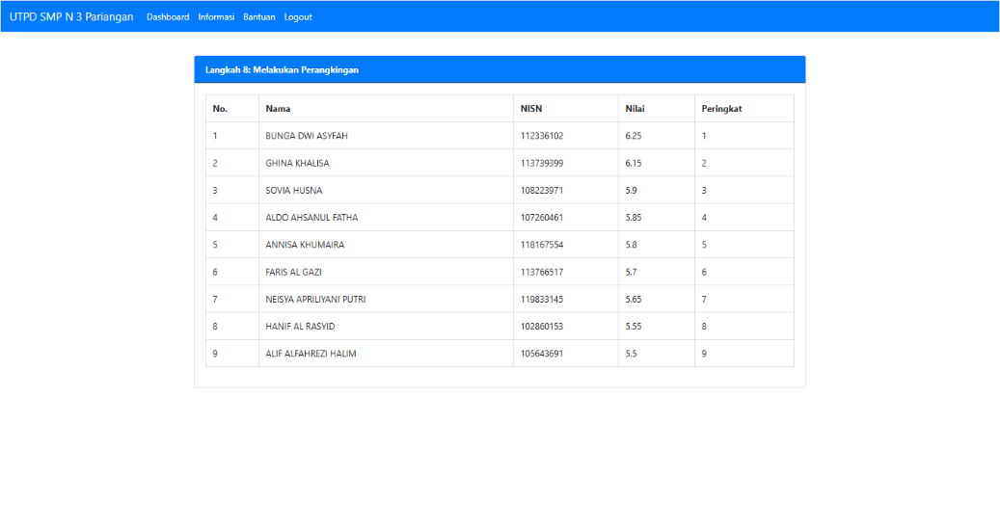 UTPD SMP N 3 Pariangan Dashboard Informasi Bantuan Logout
Langkah 8: Melakukan Perangkingan
No. Nama NISN Nilai Peringkat
1 BUNGA DWI ASYFAH 112336102 6.25 1
2 GHINA KHALISA 113739399 6.15 2
3 SOVIA HUSNA 108223971 5.9 3
4 ALDO AHSANUL FATHA 107260461 5.85 4
5 ANNISA KHUMAIRA 118167554 5.8 5
6 FARIS AL GAZI 113766517 5.7 6
7 NEISYA APRILIYANI PUTRI 119833145 5.65 7
8 HANIF AL RASYID 102860153 5.55 8
9 ALIF ALFAHREZI HALIM 105643691 5.5 9